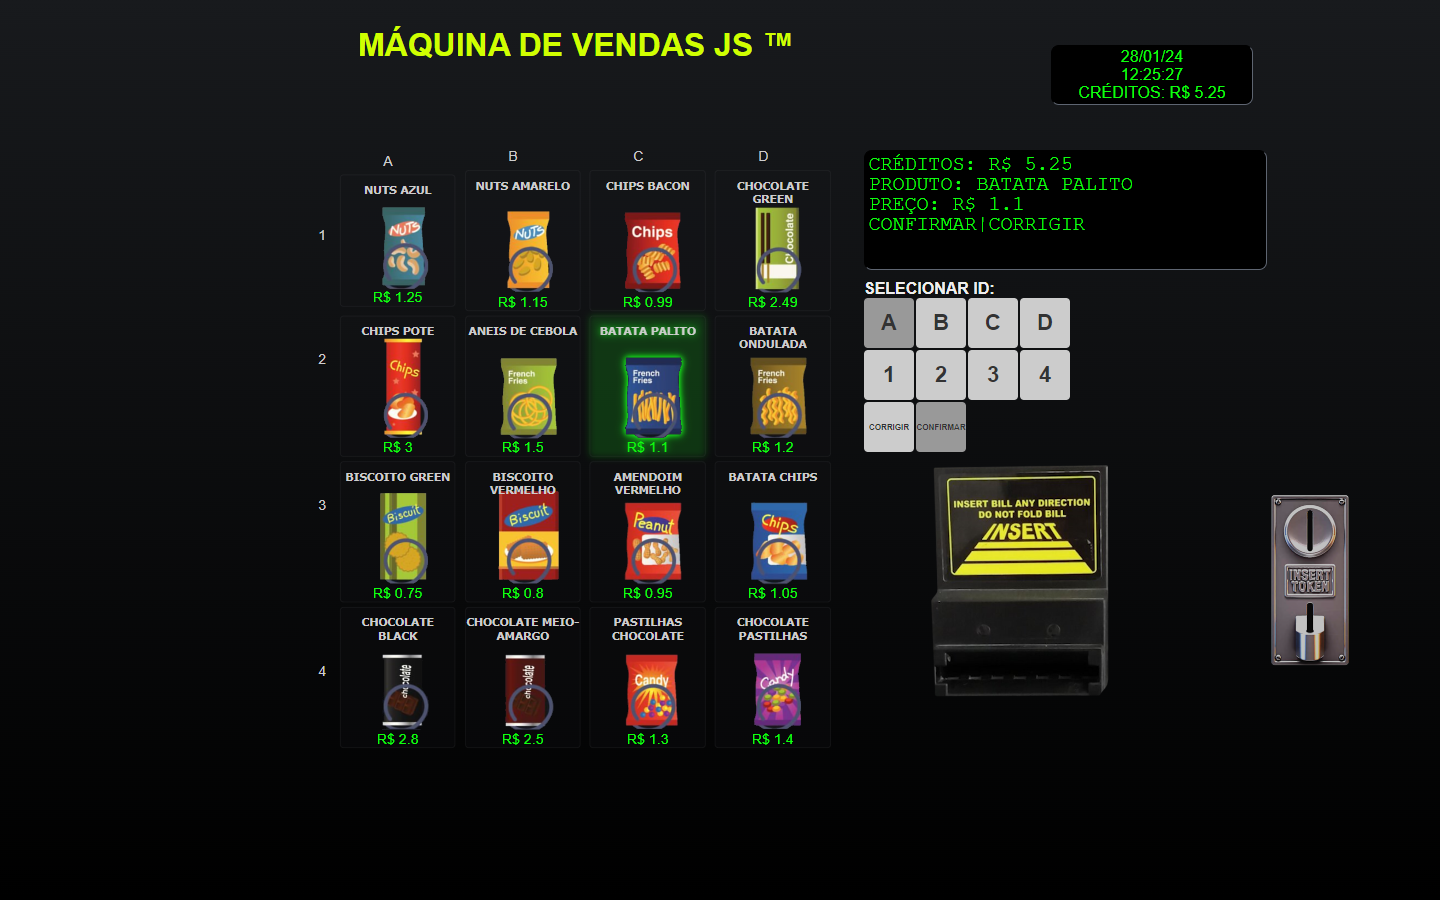 MÁQUINA DE VENDAS JS ™
28/01/24
12:25:27
CRÉDITOS: R$ 5.25
A
B
C
D
1
NUTS AZUL
NUTS
R$ 1.25
NUTS AMARELO
NUTS
R$ 1.15
CHIPS BACON
Chips
R$ 0.99
CHOCOLATE
GREEN
Chocolate
R$ 2.49
2
CHIPS POTE
Chips
R$ 3
ANEIS DE CEBOLA
French
Fries
R$ 1.5
BATATA PALITO
French
Fries
R$ 1.1
BATATA
ONDULADA
French
Fries
R$ 1.2
3
BISCOITO GREEN
Biscuit
R$ 0.75
BISCOITO
VERMELHO
Biscuit
R$ 0.8
AMENDOIM
VERMELHO
Peanut
R$ 0.95
BATATA CHIPS
Chips
R$ 1.05
4
CHOCOLATE
BLACK
chocolate
R$ 2.8
CHOCOLATE MEIO-
AMARGO
chocolate
R$ 2.5
PASTILHAS
CHOCOLATE
Candy
R$ 1.3
CHOCOLATE
PASTILHAS
Candy
R$ 1.4
CRÉDITOS: R$ 5.25
PRODUTO: BATATA PALITO
PREÇO: R$ 1.1
CONFIRMAR|CORRIGIR
SELECIONAR ID:
A B C D
1 2 3 4
CORRIGIR CONFIRMAR
INSERT BILL ANY DIRECTION
DO NOT FOLD BILL
INSERT
INSERT
TOKEN